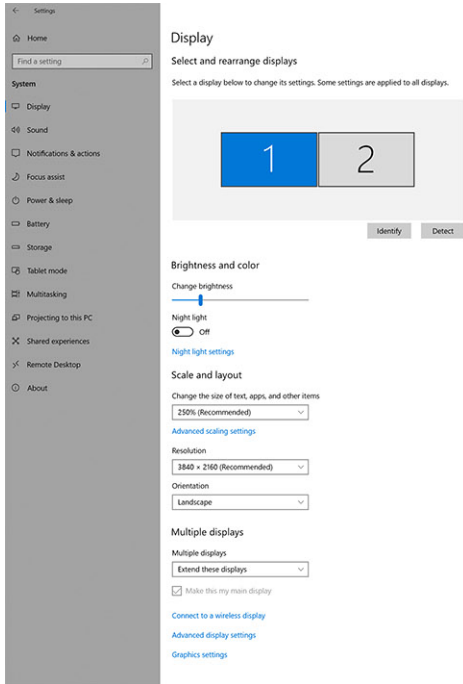 Settings
Home
Find a setting
System
Display
Sound
Notifications & actions
Focus assist
Power & sleep
Battery
Storage
Tablet mode
Multitasking
Projecting to this PC
Shared experiences
Remote Desktop
About
Display
Select and rearrange displays
Select a display below to change its settings. Some settings are applied to all displays.
1 2
Identify Detect
Brightness and color
Change brightness
Night light
Off
Night light settings
Scale and layout
Change the size of text, apps, and other items
250% (Recommended)
Advanced scaling settings
Resolution
3840 × 2160 (Recommended)
Orientation
Landscape
Multiple displays
Multiple displays
Extend these displays
Make this my main display
Connect to a wireless display
Advanced display settings
Graphics settings